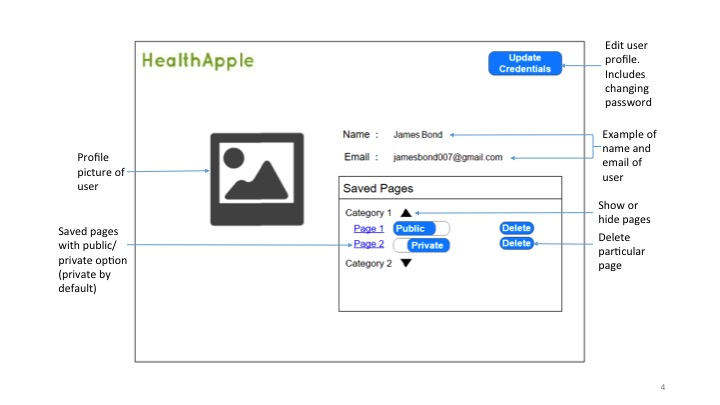 HealthApple
Update
Credentials
Edit user
profile.
Includes
changing
password
Name :
James Bond
Email :
jamesbond007@gmail.com
Example of
name and
email of
user
Profile
picture of
user
Saved Pages
Category 1
Page 1
Public
Delete
Page 2
Private
Delete
Category 2
Show or
hide pages
Delete
particular
page
Saved pages
with public/
private option
(private by
default)
4